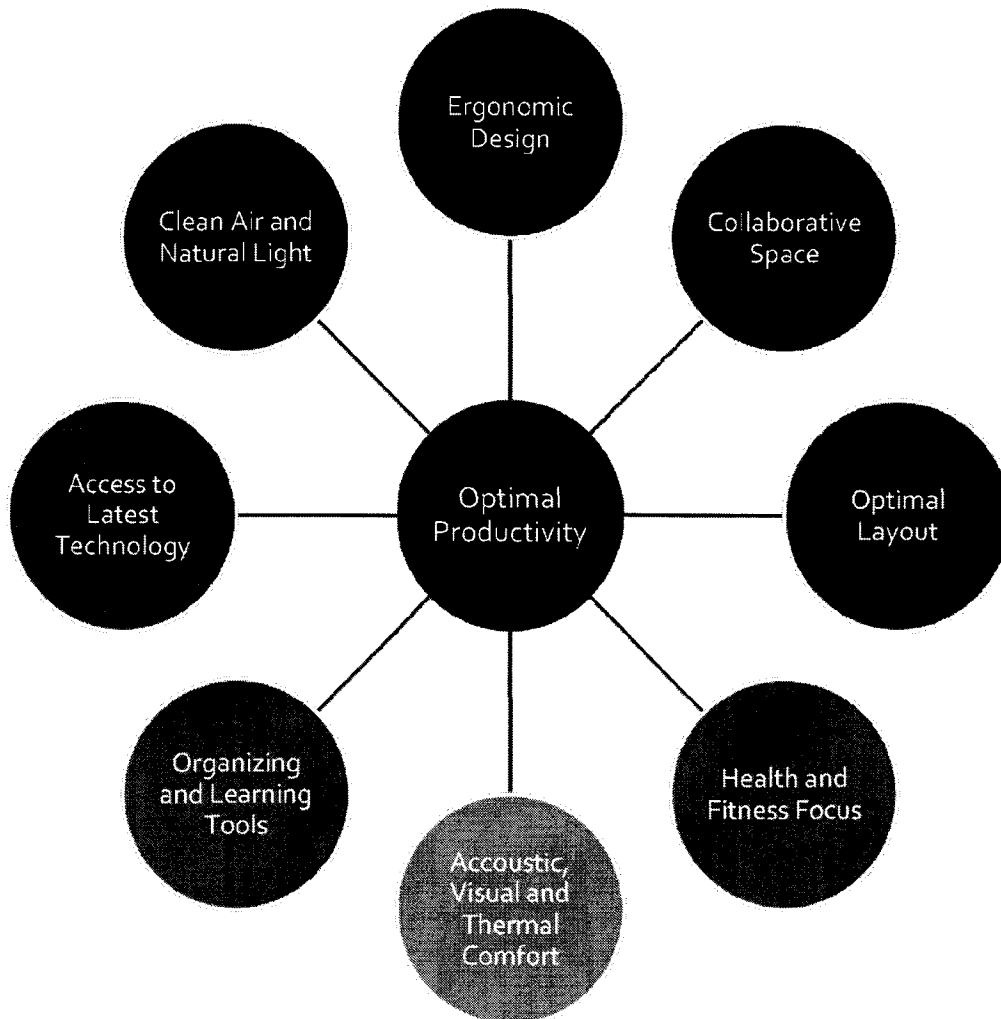 Ergonomic
Design
Clean Air and
Natural Light
Collaborative
Space
Access to
Latest
Technology
Optimal
Productivity
Optimal
Layout
Organizing
and Learning
Tools
Health and
Fitness Focus
Accoustic,
Visual and
Thermal
Comfort